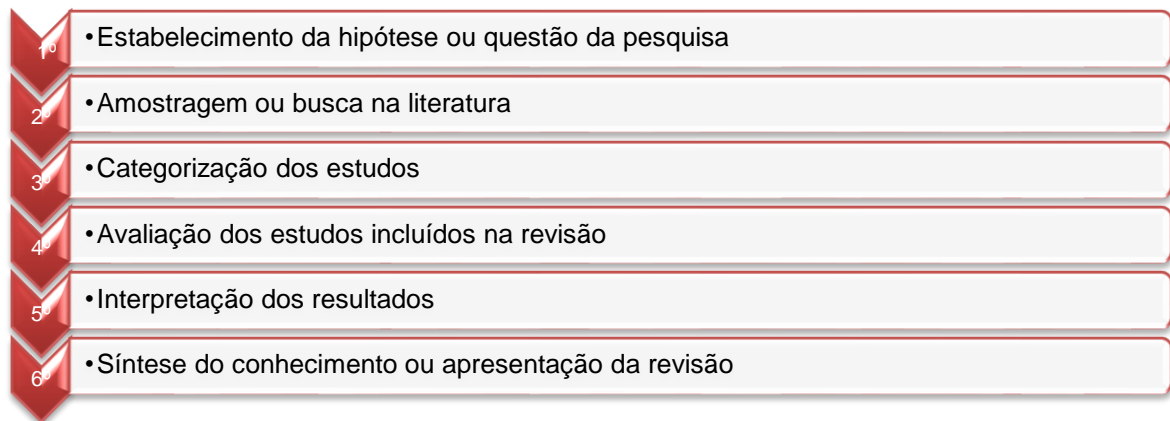 1º •Estabelecimento da hipótese ou questão da pesquisa
2º •Amostragem ou busca na literatura
3º •Categorização dos estudos
4º •Avaliação dos estudos incluídos na revisão
5º •Interpretação dos resultados
6º •Síntese do conhecimento ou apresentação da revisão